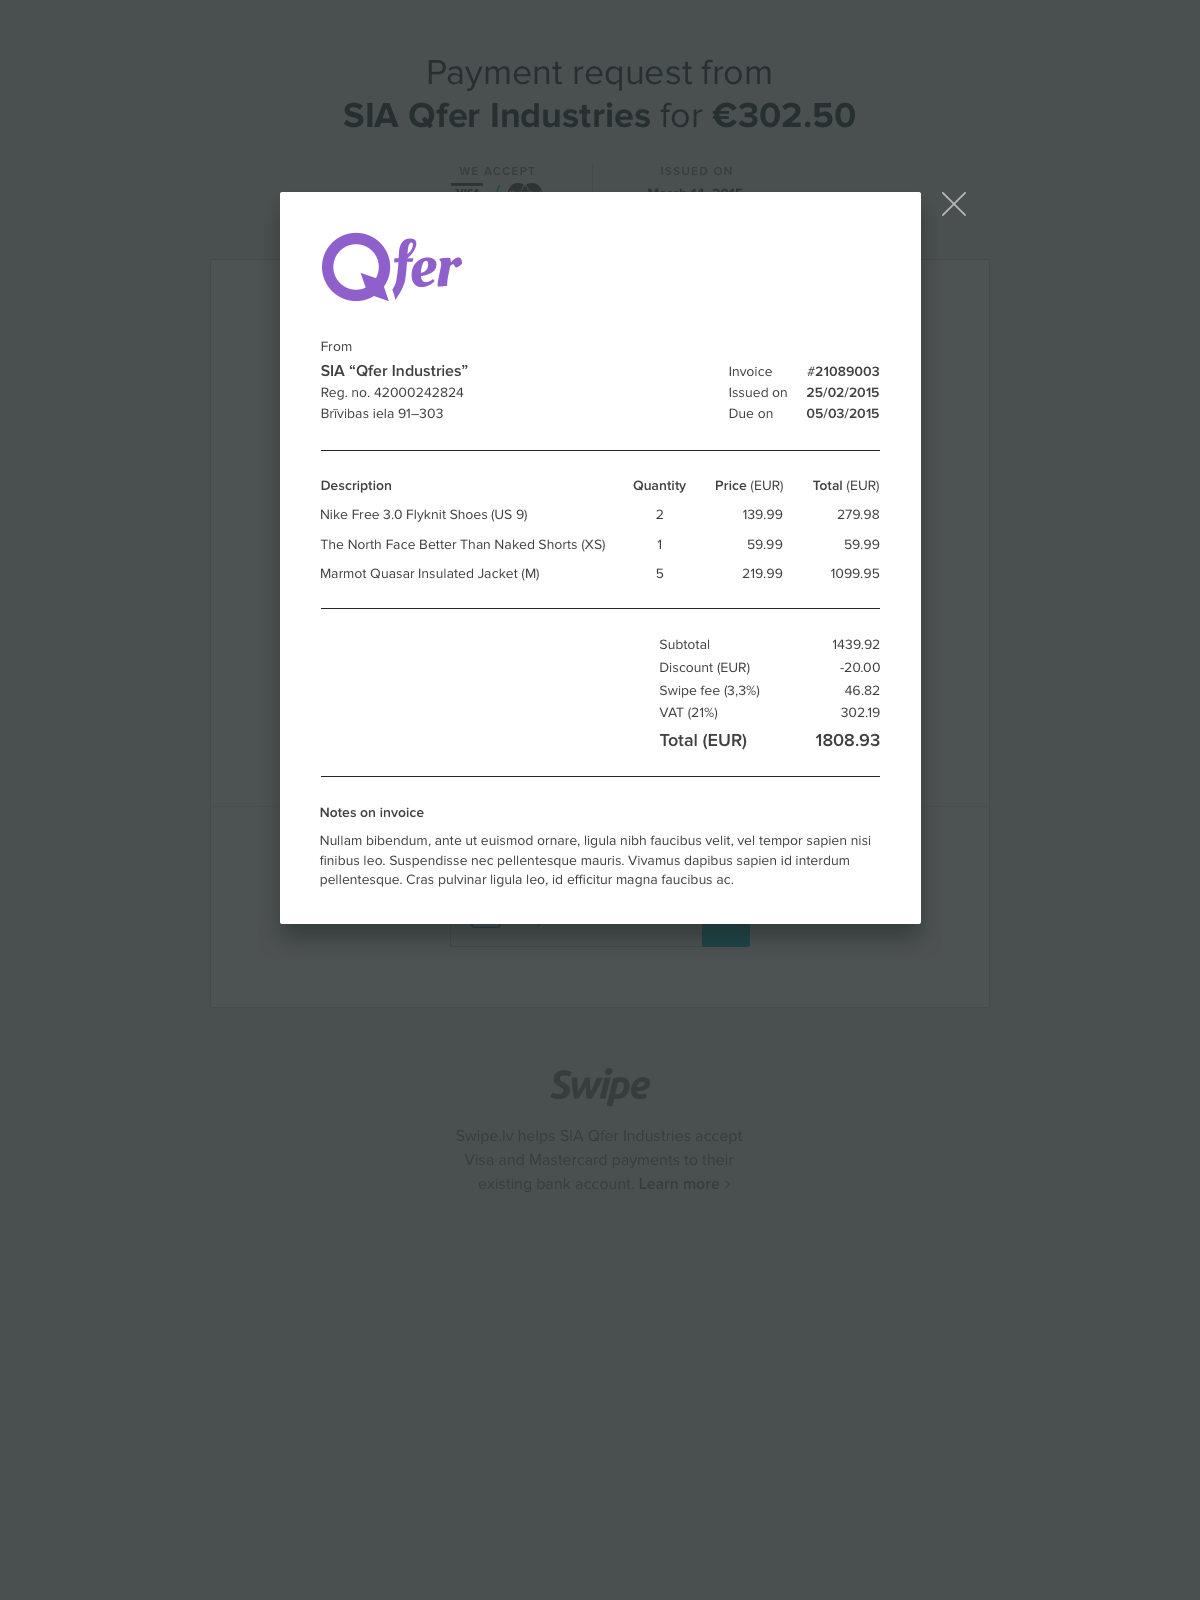 Payment request from
SIA Qfer Industries for €302.50
WE ACCEPT ISSUED ON
March 14, 2015
Qfer
From
SIA “Qfer Industries” Invoice #21089003
Reg. no. 42000242824 Issued on 25/02/2015
Brīvibas iela 91–303 Due on 05/03/2015
Description Quantity Price (EUR) Total (EUR)
Nike Free 3.0 Flyknit Shoes (US 9) 2 139.99 279.98
The North Face Better Than Naked Shorts (XS) 1 59.99 59.99
Marmot Quasar Insulated Jacket (M) 5 219.99 1099.95
Subtotal 1439.92
Discount (EUR) -20.00
Swipe fee (3,3%) 46.82
VAT (21%) 302.19
Total (EUR) 1808.93
Notes on invoice
Nullam bibendum, ante ut euismod ornare, ligula nibh faucibus velit, vel tempor sapien nisi
finibus leo. Suspendisse nec pellentesque mauris. Vivamus dapibus sapien id interdum
pellentesque. Cras pulvinar ligula leo, id efficitur magna faucibus ac.
Swipe
Swipe.lv helps SIA Qfer Industries accept
Visa and Mastercard payments to their
existing bank account. Learn more ›